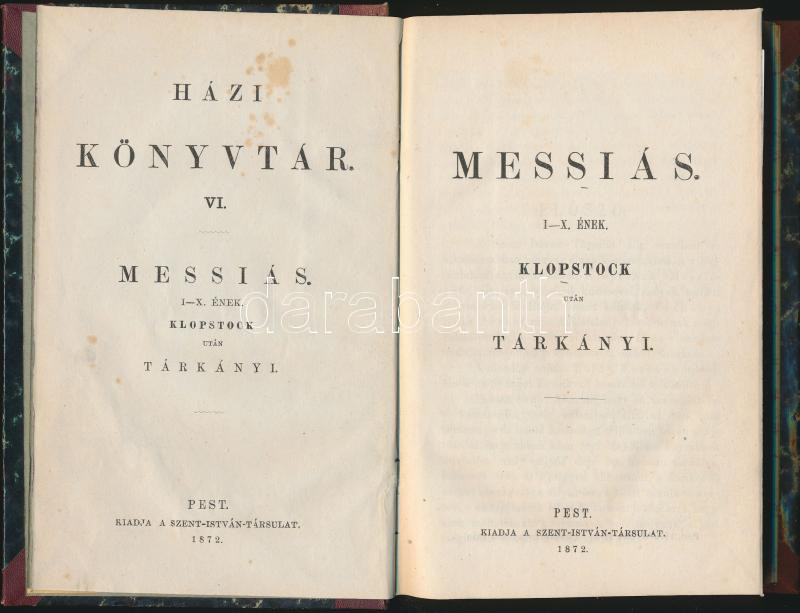 HÁZI
KÖNYVTÁR.
VI.
MESSIÁS.
I—X. ÉNEK.
KLOPSTOCK
UTÁN
TÁRKÁNYI.
PEST.
KIADJA A SZENT-ISTVÁN-TÁRSULAT.
1872.
MESSIÁS.
I—X. ÉNEK.
KLOPSTOCK
UTÁN
TÁRKÁNYI.
PEST.
KIADJA A SZENT-ISTVÁN-TÁRSULAT.
1872.
darabanth.com